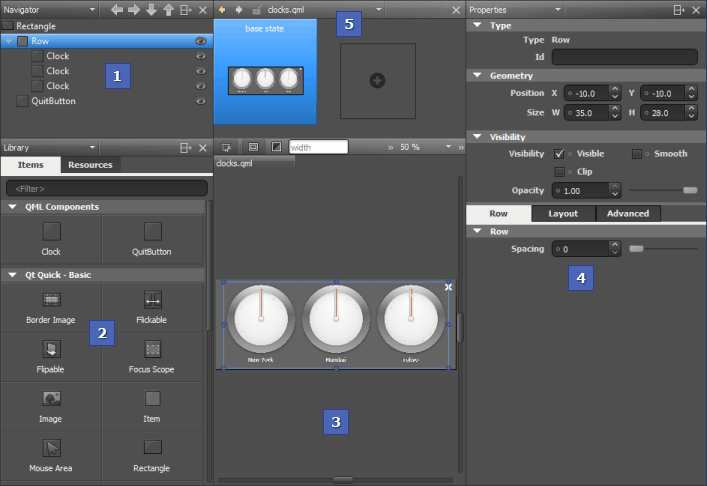 Navigator
Rectangle
Row
Clock
Clock
Clock
QuitButton
1
Library
Items
Resources
<Filter>
QML Components
Clock
QuitButton
Qt Quick - Basic
Border Image
Flickable
2
Flipable
Focus Scope
Image
Item
Mouse Area
Rectangle
clocks.qml
5
base state
width
»
50 %
»
clocks.qml
New York
Mumbai
Tokyo
3
Properties
Type
Type Row
Id
Geometry
Position X -10.0 Y -10.0
Size W 35.0 H 28.0
Visibility
Visibility Visible Smooth
Clip
Opacity 1.00
Row
Layout
Advanced
Row
Spacing 0
4